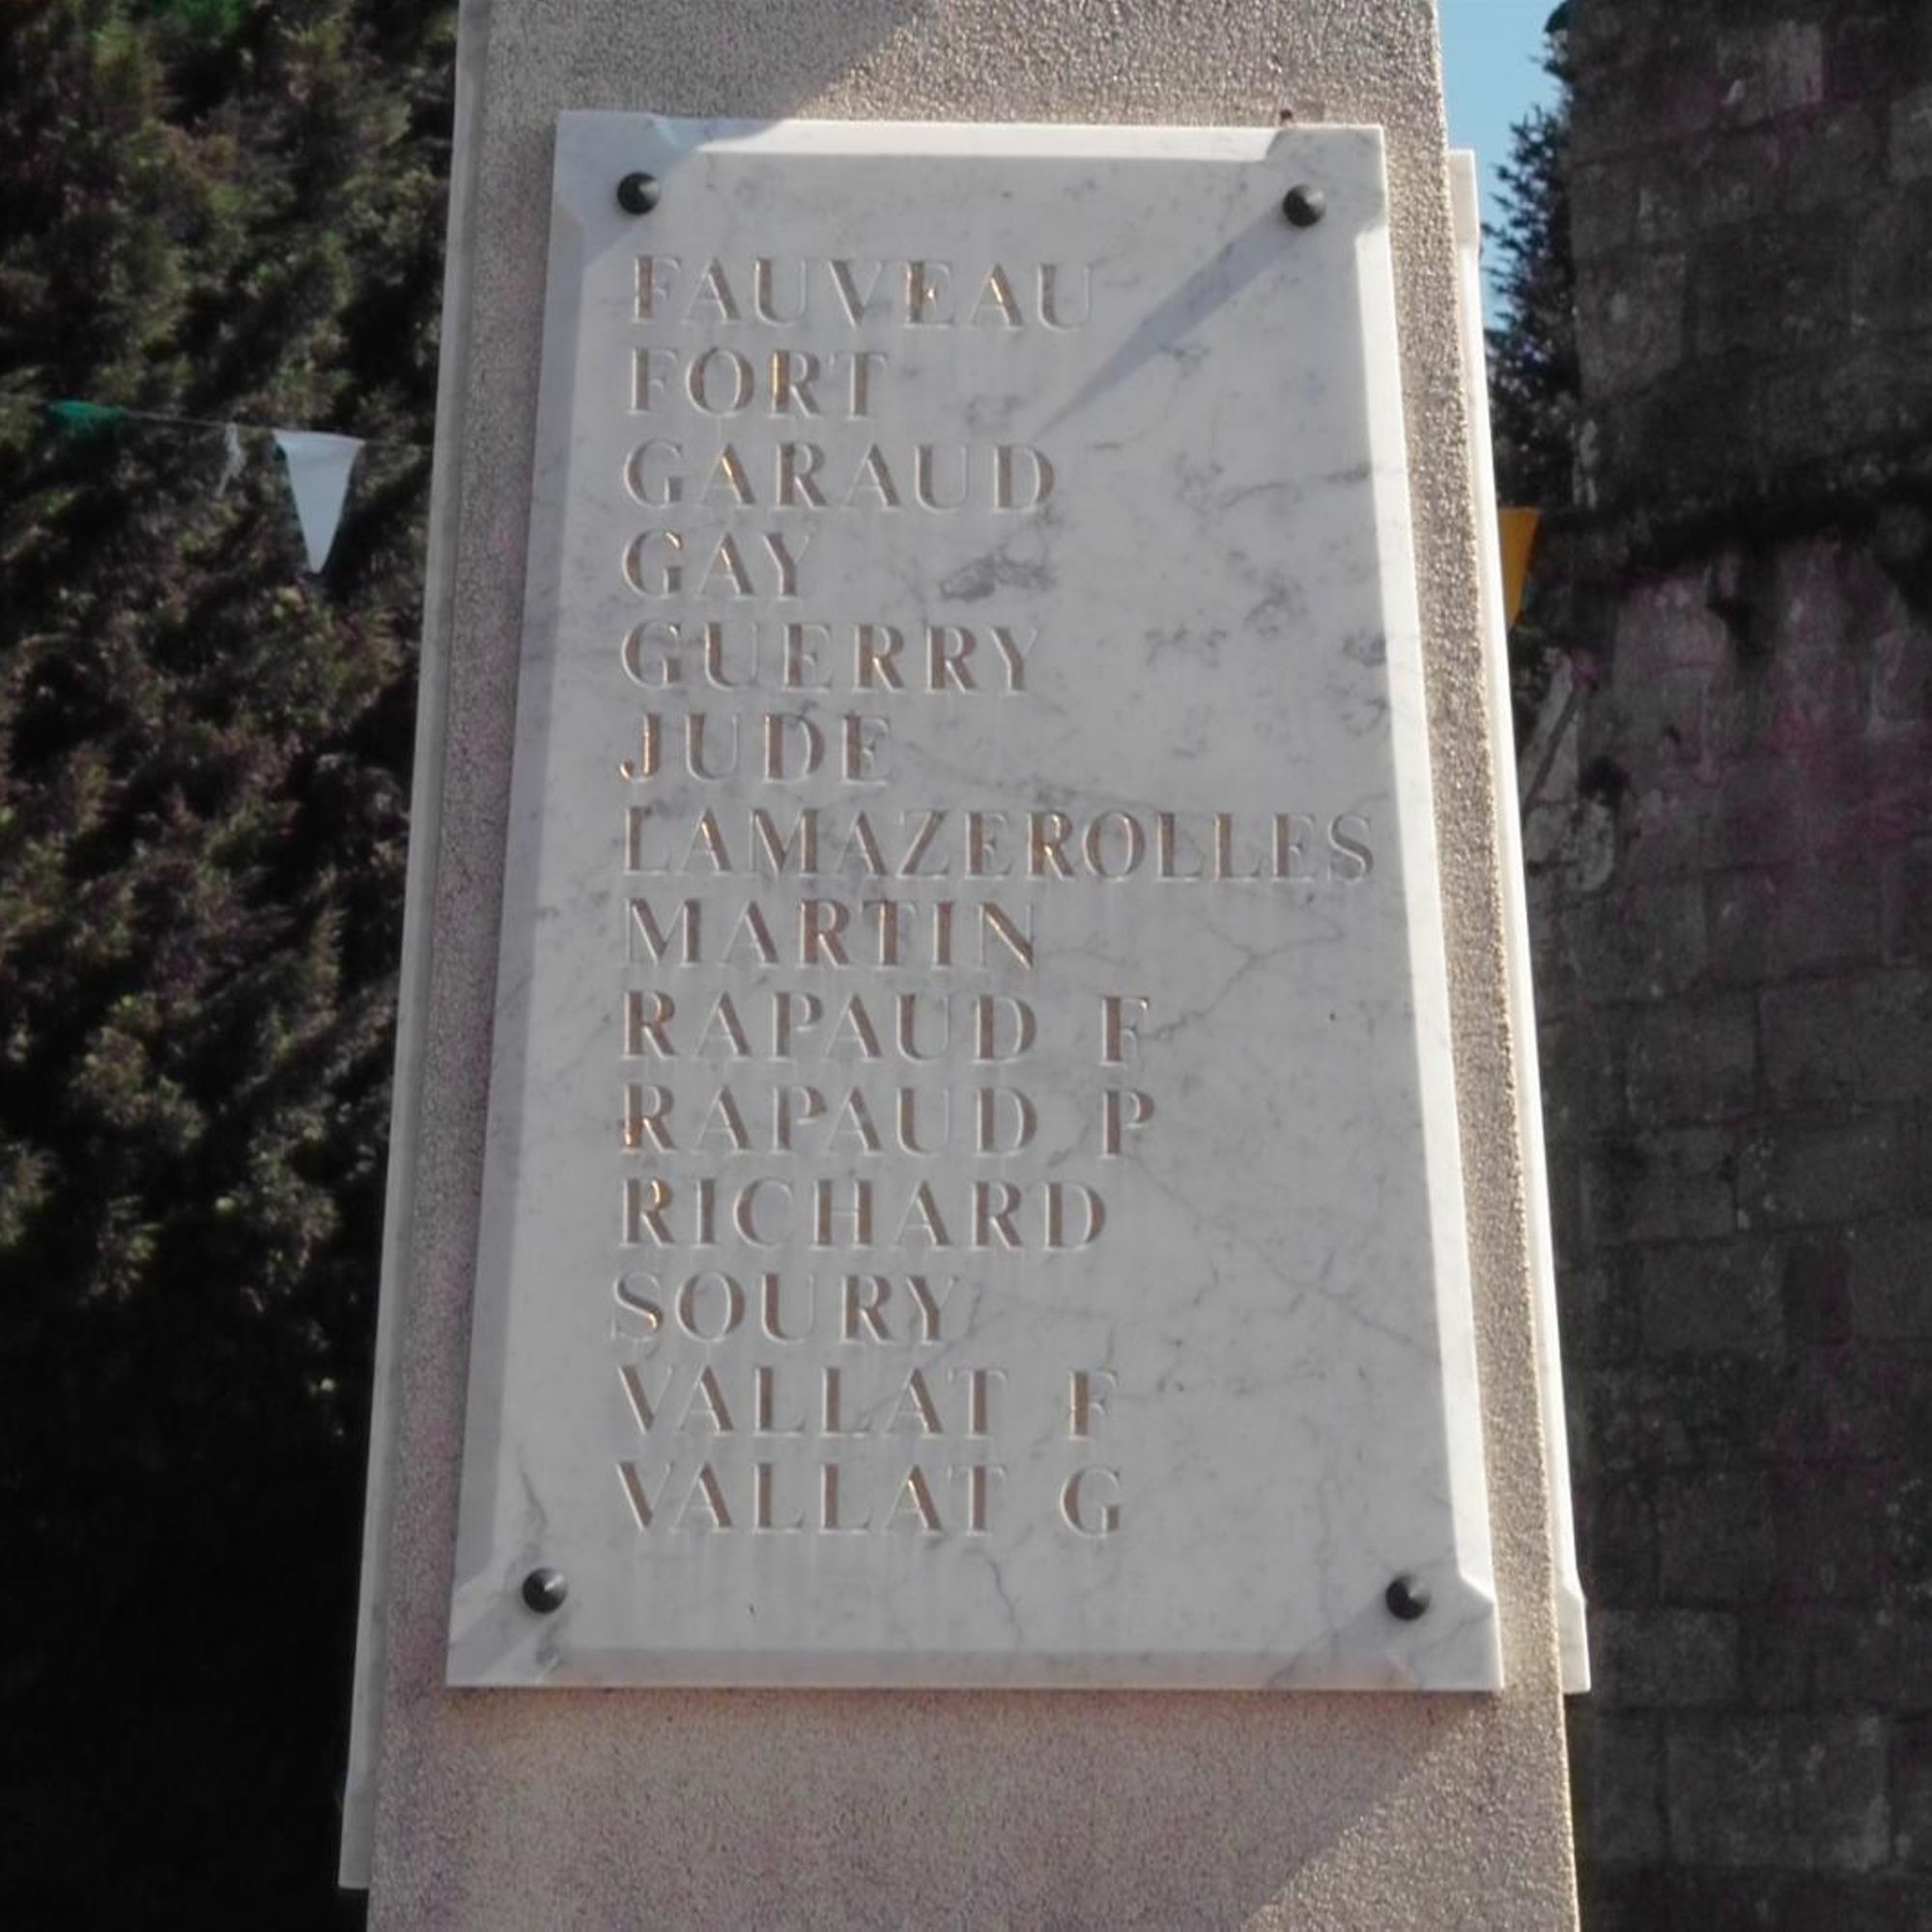 FAUVEAU
FORT
GARAUD
GAY
GUERRY
JUDE
LAMAZEROLLES
MARTIN
RAPAUD F
RAPAUD P
RICHARD
SOURY
VALLAT F
VALLAT G